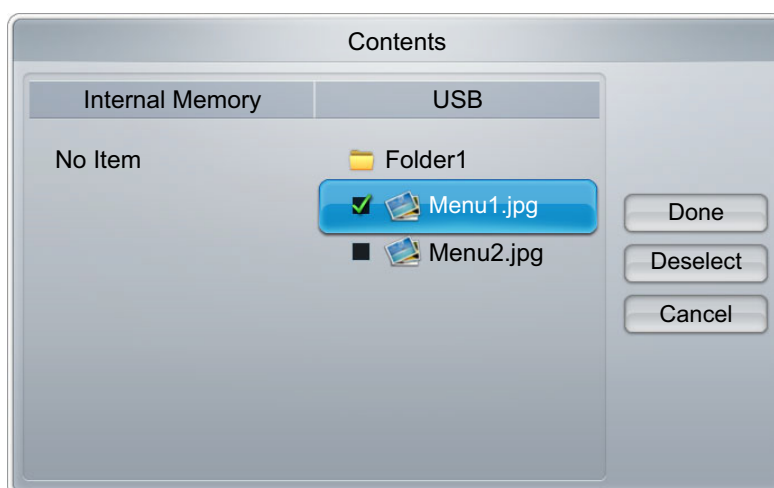 Contents
Internal Memory
USB
No Item
Folder1
Menu1.jpg
Menu2.jpg
Done
Deselect
Cancel